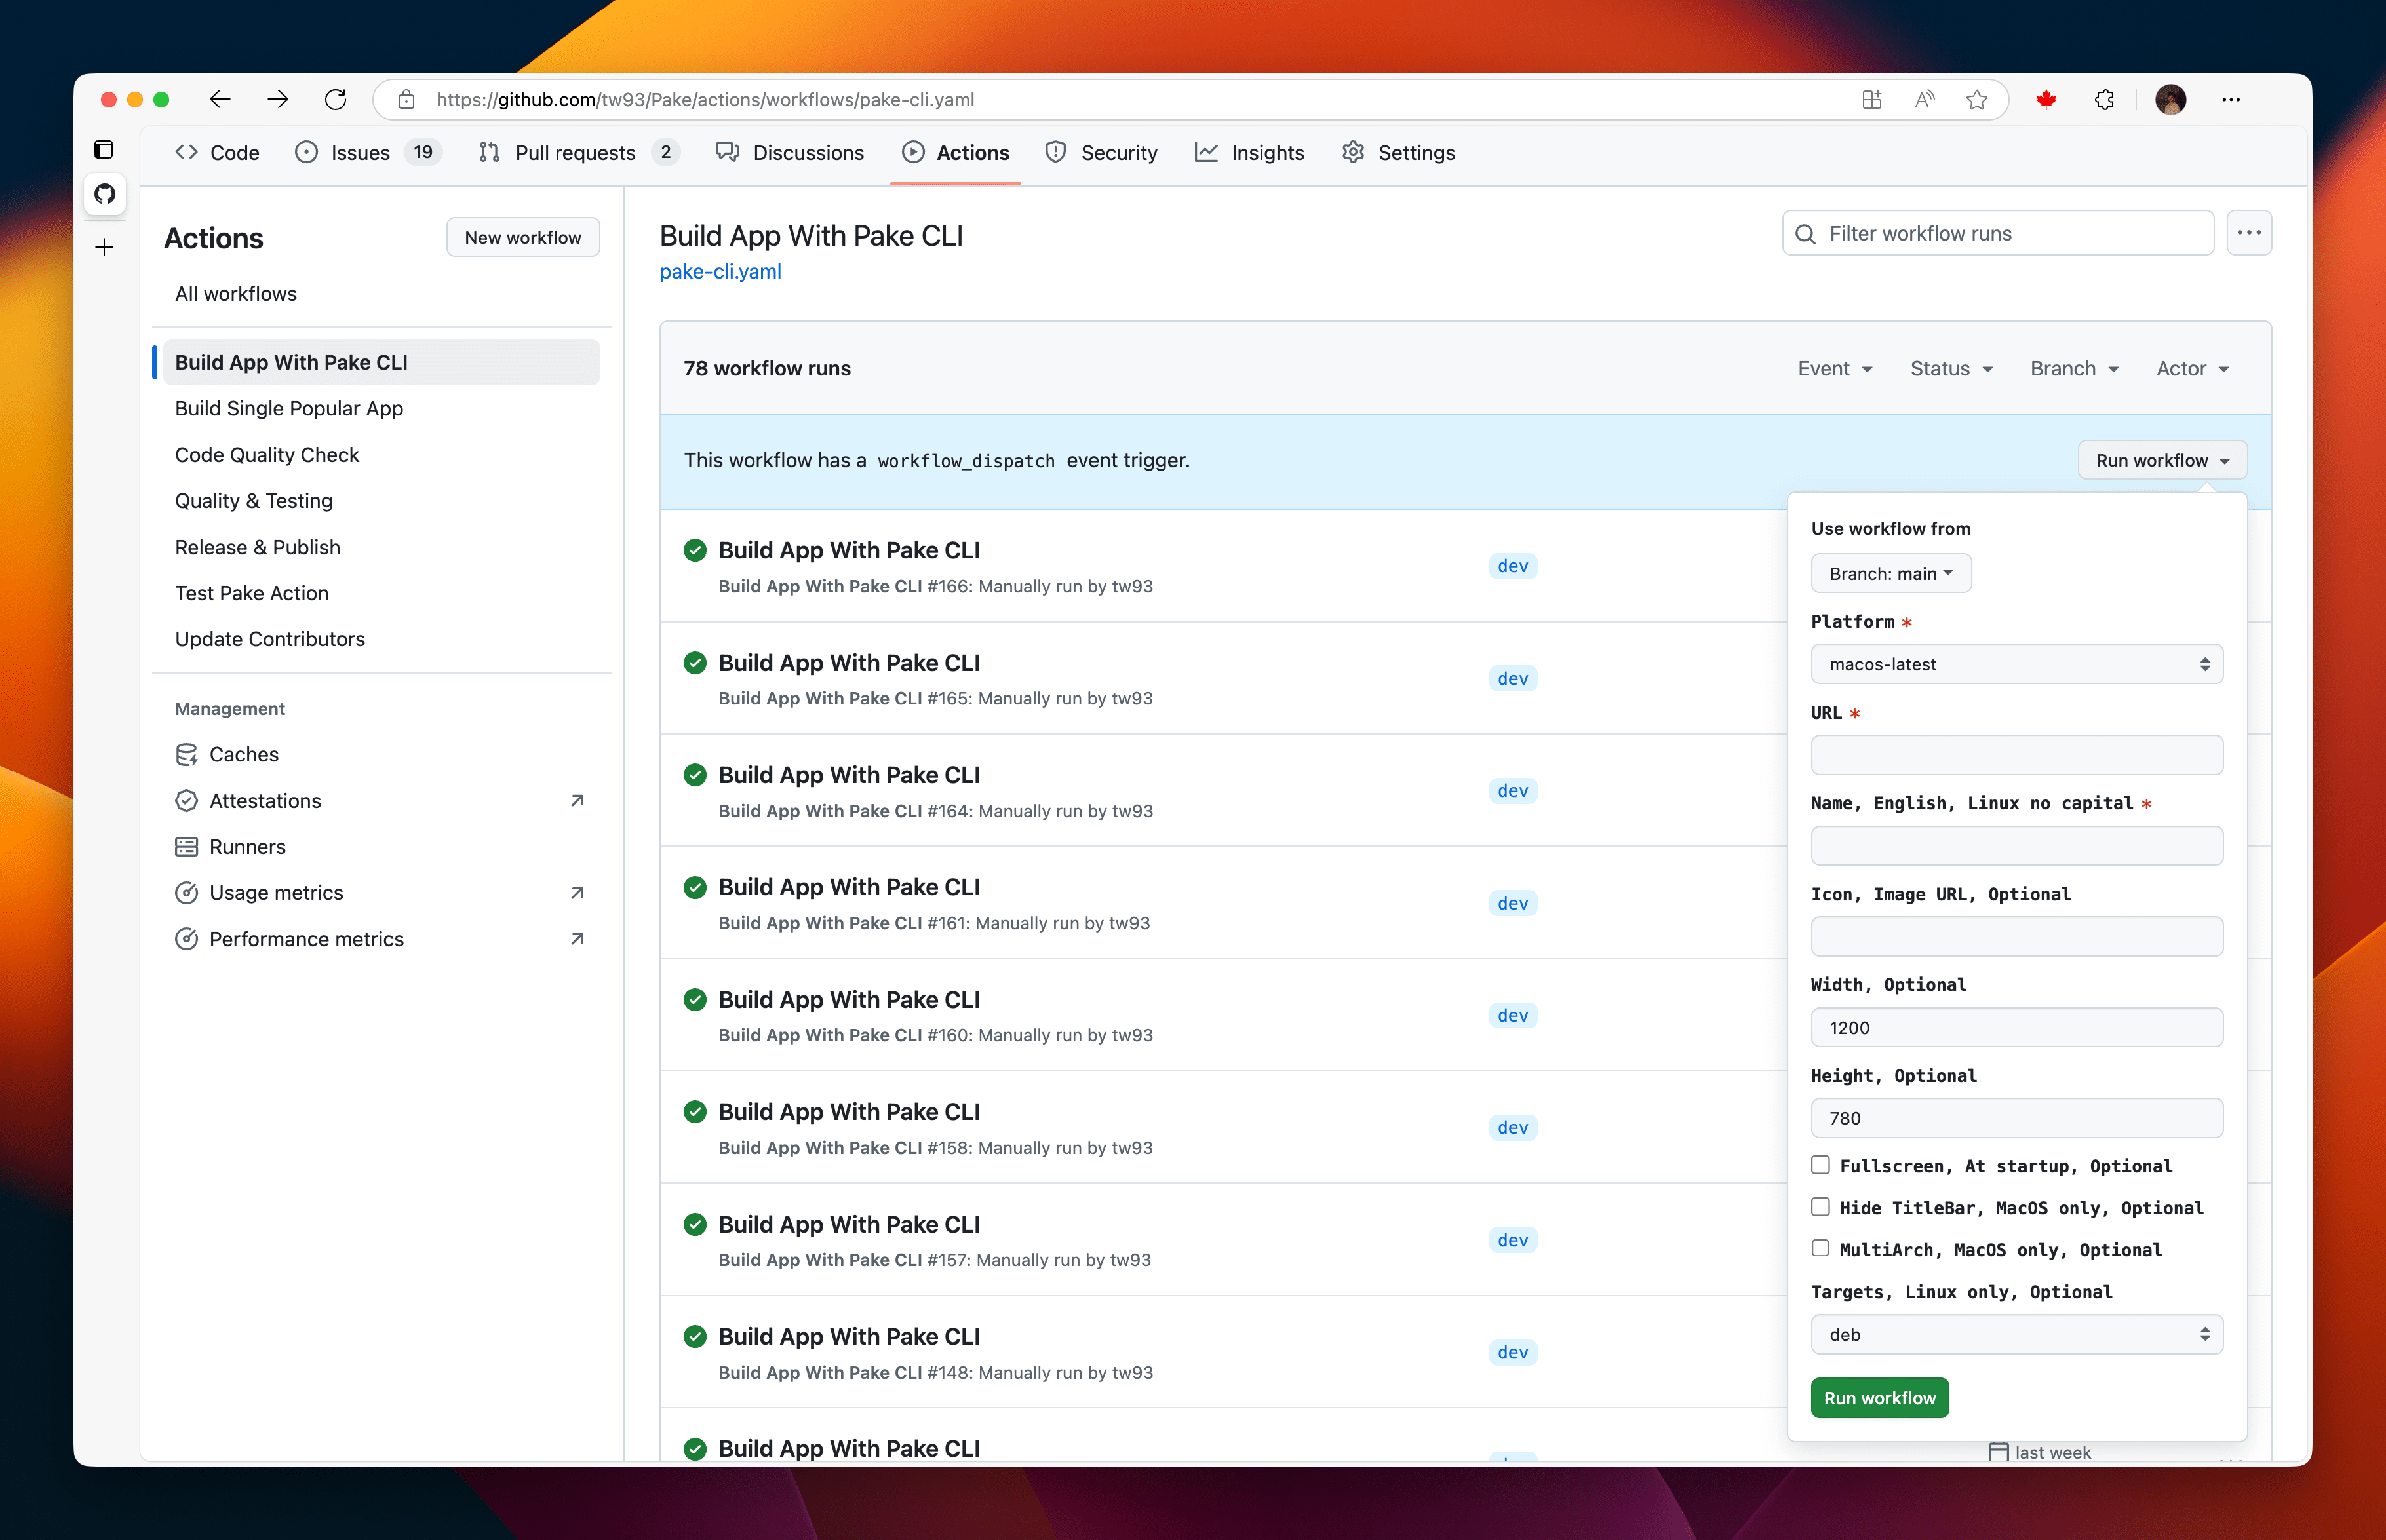 https://github.com/tw93/Pake/actions/workflows/pake-cli.yaml
Code
Issues 19
Pull requests 2
Discussions
Actions
Security
Insights
Settings
Actions
New workflow
All workflows
Build App With Pake CLI
Build Single Popular App
Code Quality Check
Quality & Testing
Release & Publish
Test Pake Action
Update Contributors
Management
Caches
Attestations
Runners
Usage metrics
Performance metrics
Build App With Pake CLI
pake-cli.yaml
Filter workflow runs
78 workflow runs
Event
Status
Branch
Actor
This workflow has a workflow_dispatch event trigger.
Run workflow
Build App With Pake CLI
Build App With Pake CLI #166: Manually run by tw93
dev
Build App With Pake CLI
Build App With Pake CLI #165: Manually run by tw93
dev
Build App With Pake CLI
Build App With Pake CLI #164: Manually run by tw93
dev
Build App With Pake CLI
Build App With Pake CLI #161: Manually run by tw93
dev
Build App With Pake CLI
Build App With Pake CLI #160: Manually run by tw93
dev
Build App With Pake CLI
Build App With Pake CLI #158: Manually run by tw93
dev
Build App With Pake CLI
Build App With Pake CLI #157: Manually run by tw93
dev
Build App With Pake CLI
Build App With Pake CLI #148: Manually run by tw93
dev
Build App With Pake CLI
last week
Use workflow from
Branch: main
Platform *
macos-latest
URL *
Name, English, Linux no capital *
Icon, Image URL, Optional
Width, Optional
1200
Height, Optional
780
Fullscreen, At startup, Optional
Hide TitleBar, MacOS only, Optional
MultiArch, MacOS only, Optional
Targets, Linux only, Optional
deb
Run workflow